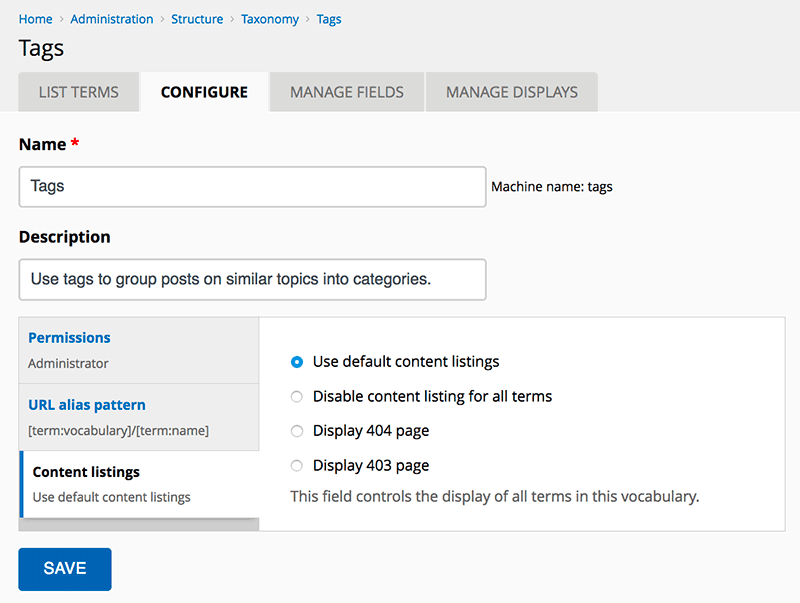 Home › Administration › Structure › Taxonomy › Tags
Tags
LIST TERMS CONFIGURE MANAGE FIELDS MANAGE DISPLAYS
Name *
Tags
Machine name: tags
Description
Use tags to group posts on similar topics into categories.
Permissions
Administrator
URL alias pattern
[term:vocabulary]/[term:name]
Content listings
Use default content listings
Use default content listings
Disable content listing for all terms
Display 404 page
Display 403 page
This field controls the display of all terms in this vocabulary.
SAVE